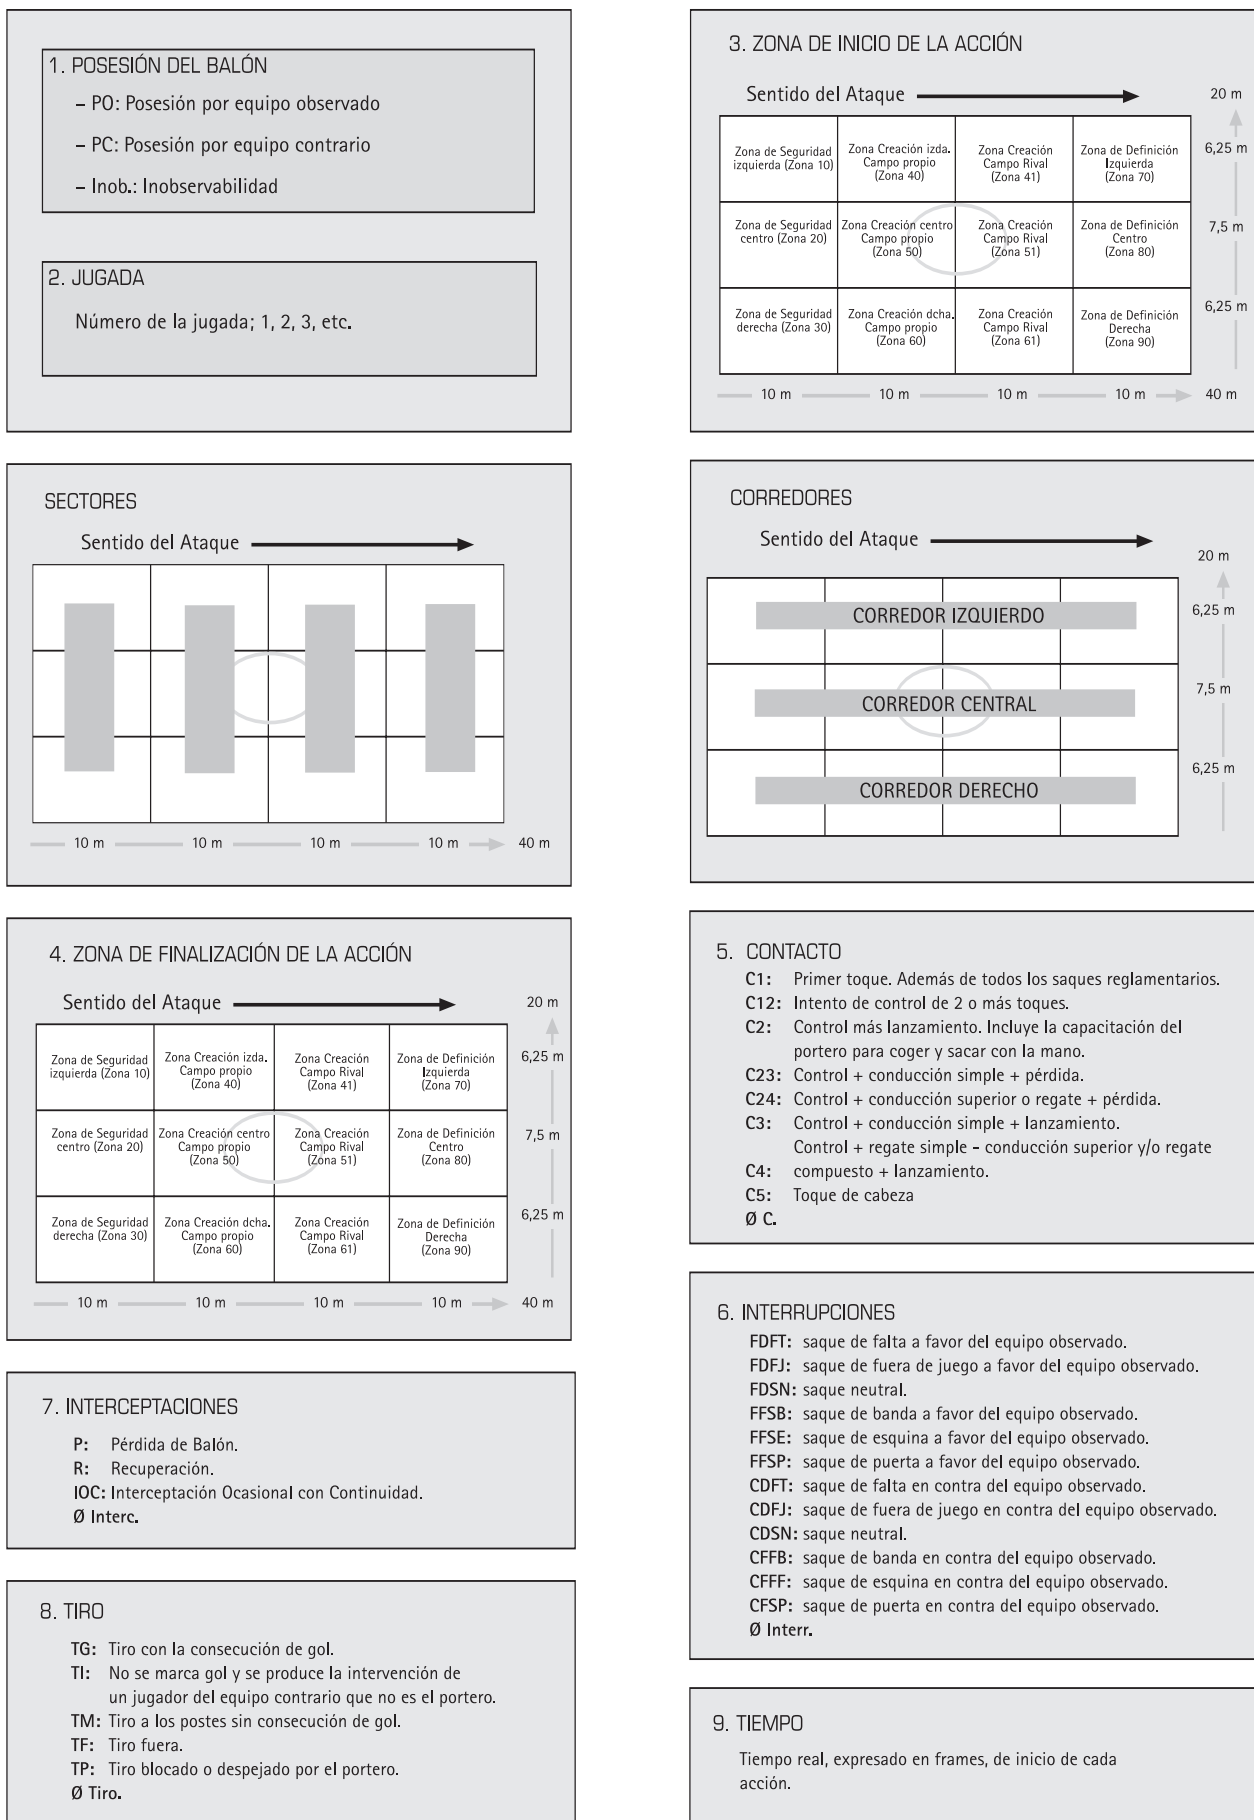 1. POSESIÓN DEL BALÓN
– PO: Posesión por equipo observado
– PC: Posesión por equipo contrario
– Inob.: Inobservabilidad
2. JUGADA
Número de la jugada; 1, 2, 3, etc.
3. ZONA DE INICIO DE LA ACCIÓN
Sentido del Ataque
20 m
Zona de Seguridad
izquierda (Zona 10)
Zona Creación izda.
Campo propio
(Zona 40)
Zona Creación
Campo Rival
(Zona 41)
Zona de Definición
Izquierda
(Zona 70)
6,25 m
Zona de Seguridad
centro (Zona 20)
Zona Creación centro
Campo propio
(Zona 50)
Zona Creación
Campo Rival
(Zona 51)
Zona de Definición
Centro
(Zona 80)
7,5 m
Zona de Seguridad
derecha (Zona 30)
Zona Creación dcha.
Campo propio
(Zona 60)
Zona Creación
Campo Rival
(Zona 61)
Zona de Definición
Derecha
(Zona 90)
6,25 m
10 m 10 m 10 m 10 m 40 m
SECTORES
Sentido del Ataque
10 m 10 m 10 m 10 m 40 m
CORREDORES
Sentido del Ataque
20 m
CORREDOR IZQUIERDO
6,25 m
CORREDOR CENTRAL
7,5 m
CORREDOR DERECHO
6,25 m
4. ZONA DE FINALIZACIÓN DE LA ACCIÓN
Sentido del Ataque
20 m
Zona de Seguridad
izquierda (Zona 10)
Zona Creación izda.
Campo propio
(Zona 40)
Zona Creación
Campo Rival
(Zona 41)
Zona de Definición
Izquierda
(Zona 70)
6,25 m
Zona de Seguridad
centro (Zona 20)
Zona Creación centro
Campo propio
(Zona 50)
Zona Creación
Campo Rival
(Zona 51)
Zona de Definición
Centro
(Zona 80)
7,5 m
Zona de Seguridad
derecha (Zona 30)
Zona Creación dcha.
Campo propio
(Zona 60)
Zona Creación
Campo Rival
(Zona 61)
Zona de Definición
Derecha
(Zona 90)
6,25 m
10 m 10 m 10 m 10 m 40 m
5. CONTACTO
C1: Primer toque. Además de todos los saques reglamentarios.
C12: Intento de control de 2 o más toques.
C2: Control más lanzamiento. Incluye la capacitación del
portero para coger y sacar con la mano.
C23: Control + conducción simple + pérdida.
C24: Control + conducción superior o regate + pérdida.
C3: Control + conducción simple + lanzamiento.
Control + regate simple - conducción superior y/o regate
C4: compuesto + lanzamiento.
C5: Toque de cabeza
Ø C.
6. INTERRUPCIONES
FDFT: saque de falta a favor del equipo observado.
FDFJ: saque de fuera de juego a favor del equipo observado.
FDSN: saque neutral.
FFSB: saque de banda a favor del equipo observado.
FFSE: saque de esquina a favor del equipo observado.
FFSP: saque de puerta a favor del equipo observado.
CDFT: saque de falta en contra del equipo observado.
CDFJ: saque de fuera de juego en contra del equipo observado.
CDSN: saque neutral.
CFFB: saque de banda en contra del equipo observado.
CFFF: saque de esquina en contra del equipo observado.
CFSP: saque de puerta en contra del equipo observado.
Ø Interr.
7. INTERCEPTACIONES
P: Pérdida de Balón.
R: Recuperación.
IOC: Interceptación Ocasional con Continuidad.
Ø Interc.
8. TIRO
TG: Tiro con la consecución de gol.
TI: No se marca gol y se produce la intervención de
un jugador del equipo contrario que no es el portero.
TM: Tiro a los postes sin consecución de gol.
TF: Tiro fuera.
TP: Tiro blocado o despejado por el portero.
Ø Tiro.
9. TIEMPO
Tiempo real, expresado en frames, de inicio de cada
acción.